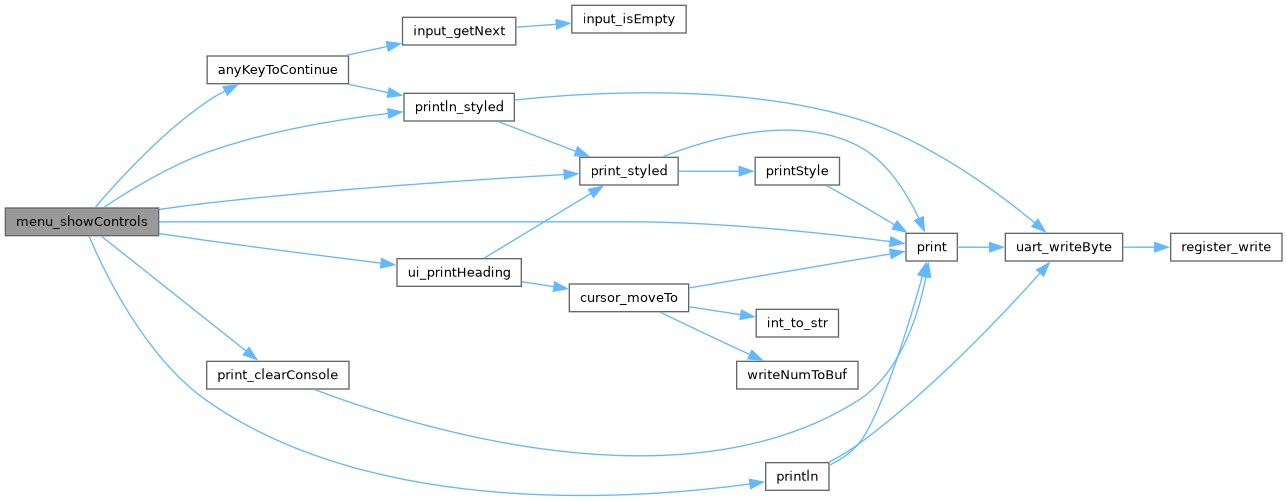 input_isEmpty
input_getNext
anyKeyToContinue
println_styled
print_styled
printStyle
menu_showControls
print
uart_writeByte
register_write
ui_printHeading
cursor_moveTo
int_to_str
print_clearConsole
writeNumToBuf
println